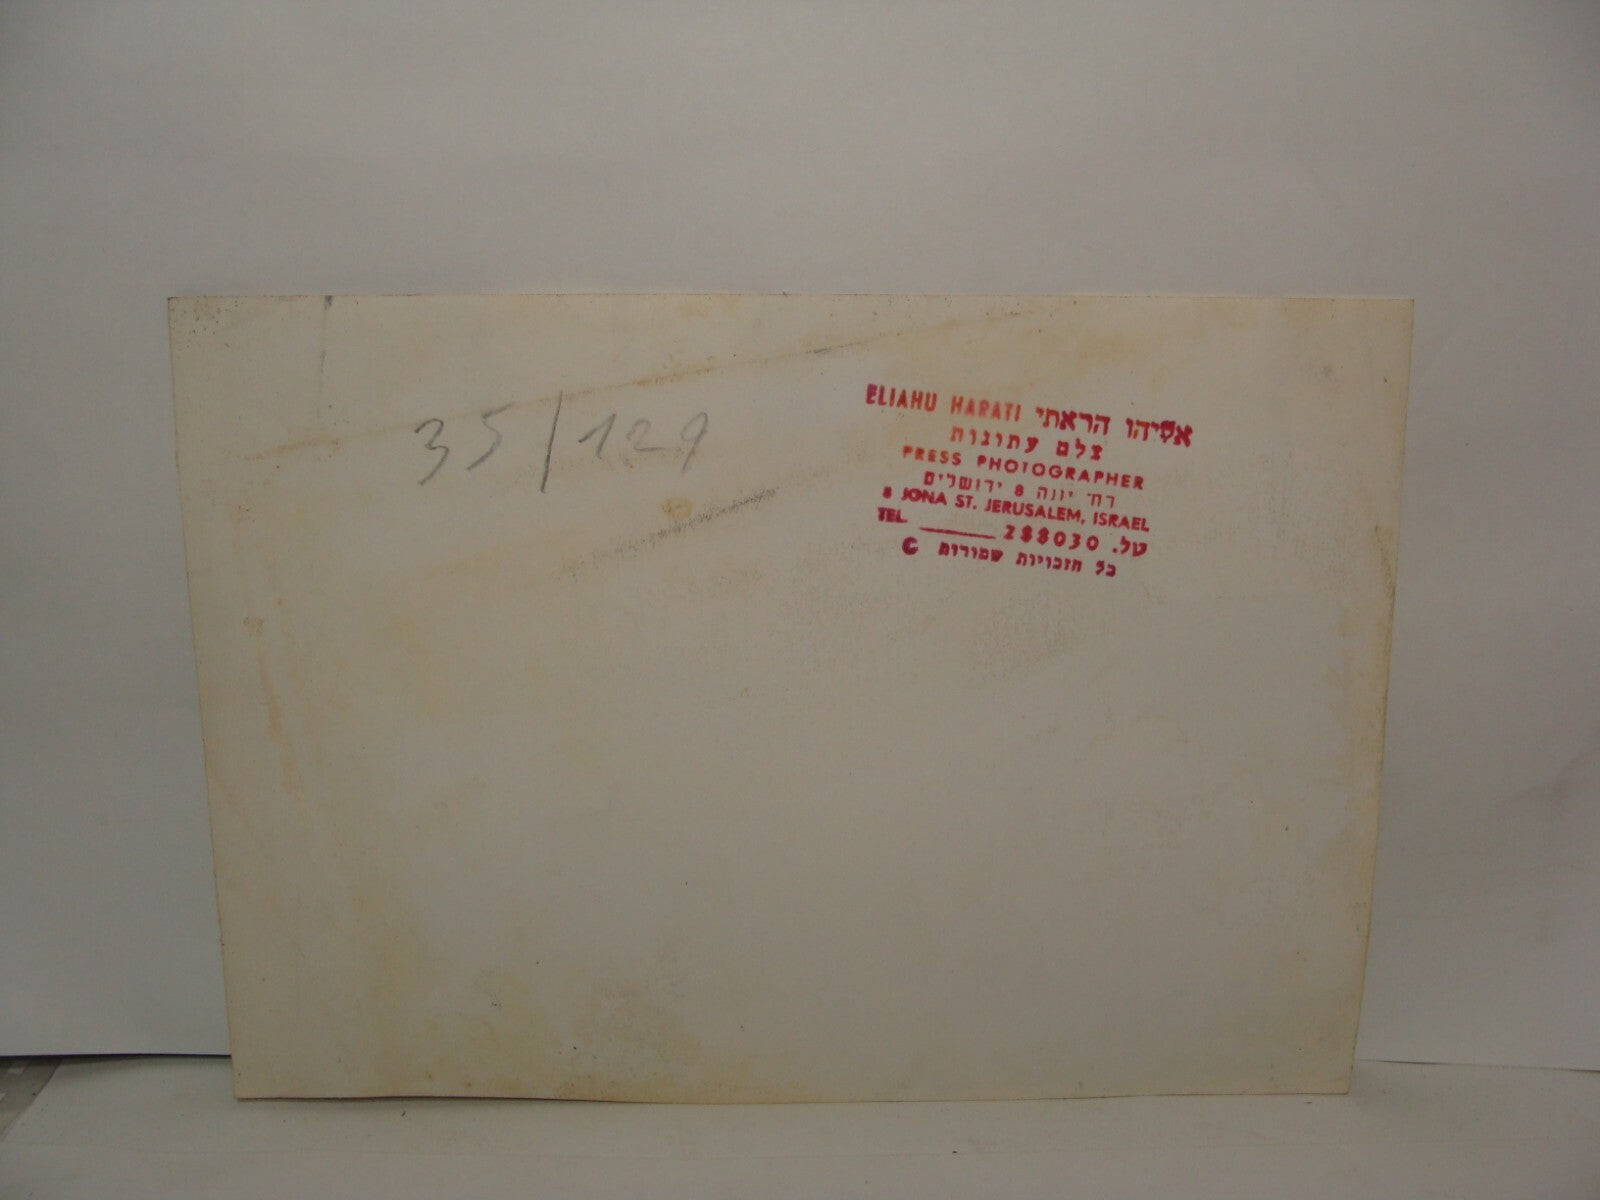 35/129
ELIAHU HARATI אליהו הראתי
צלם עתונות
PRESS PHOTOGRAPHER
רח' יונה 8 ירושלים
8 JONA ST. JERUSALEM, ISRAEL
TEL. ______ 288030 .טל
כל הזכויות שמורות C